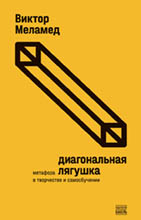 Виктор
Меламед
диагональная
метафора лягушка
в творчестве и самообучении